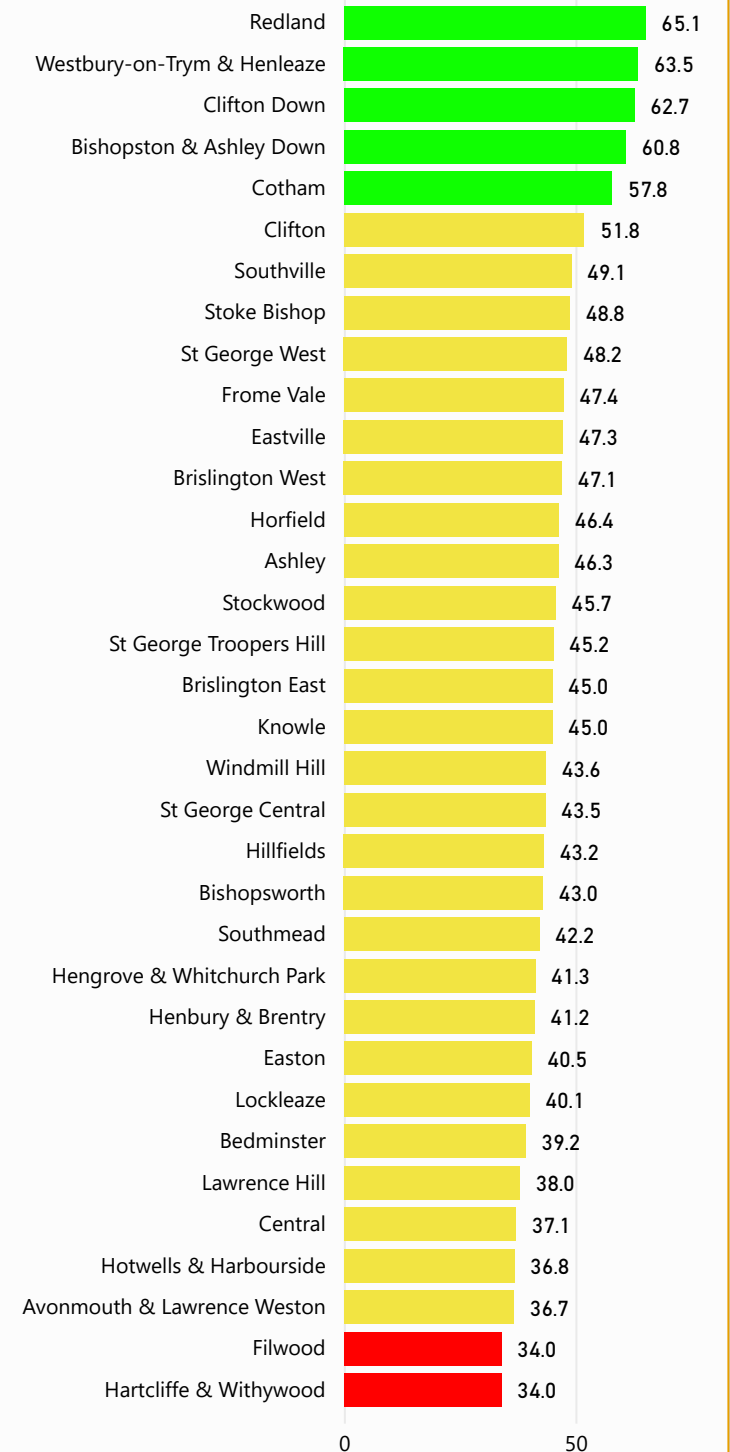 Redland 65.1
Westbury-on-Trym & Henleaze 63.5
Clifton Down 62.7
Bishopston & Ashley Down 60.8
Cotham 57.8
Clifton 51.8
Southville 49.1
Stoke Bishop 48.8
St George West 48.2
Frome Vale 47.4
Eastville 47.3
Brislington West 47.1
Horfield 46.4
Ashley 46.3
Stockwood 45.7
St George Troopers Hill 45.2
Brislington East 45.0
Knowle 45.0
Windmill Hill 43.6
St George Central 43.5
Hillfields 43.2
Bishopsworth 43.0
Southmead 42.2
Hengrove & Whitchurch Park 41.3
Henbury & Brentry 41.2
Easton 40.5
Lockleaze 40.1
Bedminster 39.2
Lawrence Hill 38.0
Central 37.1
Hotwells & Harbourside 36.8
Avonmouth & Lawrence Weston 36.7
Filwood 34.0
Hartcliffe & Withywood 34.0
0 50